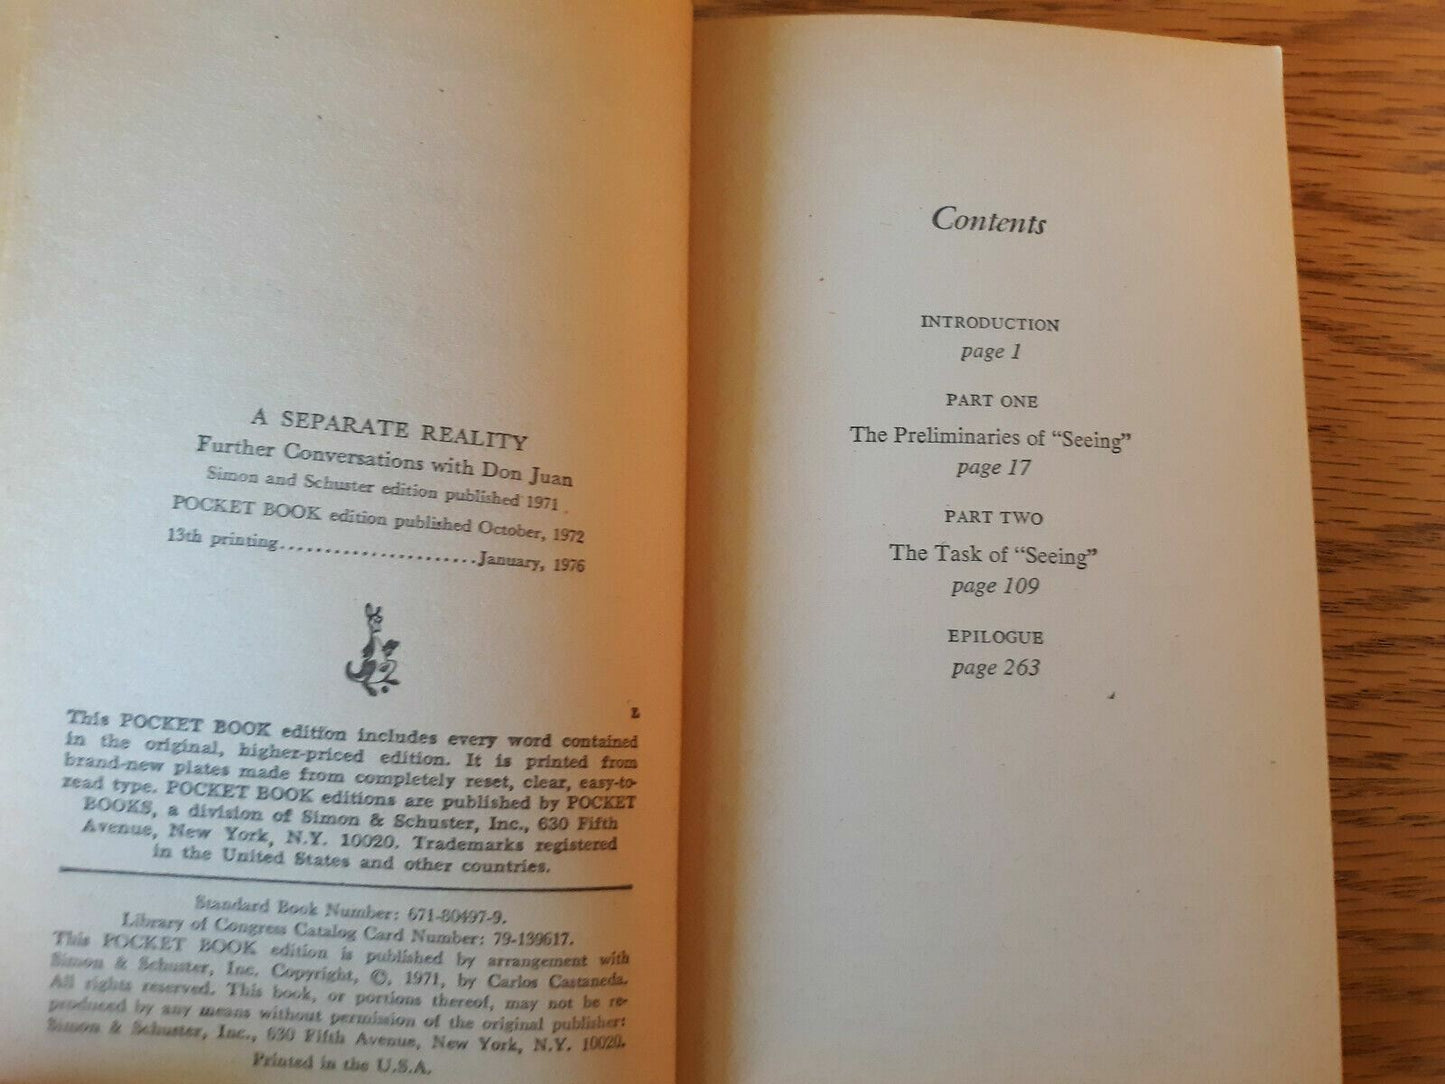 A SEPARATE REALITY
Further Conversations with Don Juan
Simon and Schuster edition published 1971
POCKET BOOK edition published October, 1972
13th printing......................January, 1976
L
This POCKET BOOK edition includes every word contained
in the original, higher-priced edition. It is printed from
brand-new plates made from completely reset, clear, easy-to-
read type. POCKET BOOK editions are published by POCKET
BOOKS, a division of Simon & Schuster, Inc., 630 Fifth
Avenue, New York, N.Y. 10020. Trademarks registered
in the United States and other countries.
Standard Book Number: 671-80497-9.
Library of Congress Catalog Card Number: 79-139617.
This POCKET BOOK edition is published by arrangement with
Simon & Schuster, Inc. Copyright, ©, 1971, by Carlos Castaneda.
All rights reserved. This book, or portions thereof, may not be re-
produced by any means without permission of the original publisher:
Simon & Schuster, Inc., 630 Fifth Avenue, New York, N.Y. 10020.
Printed in the U.S.A.
Contents
INTRODUCTION
page 1
PART ONE
The Preliminaries of “Seeing”
page 17
PART TWO
The Task of “Seeing”
page 109
EPILOGUE
page 263